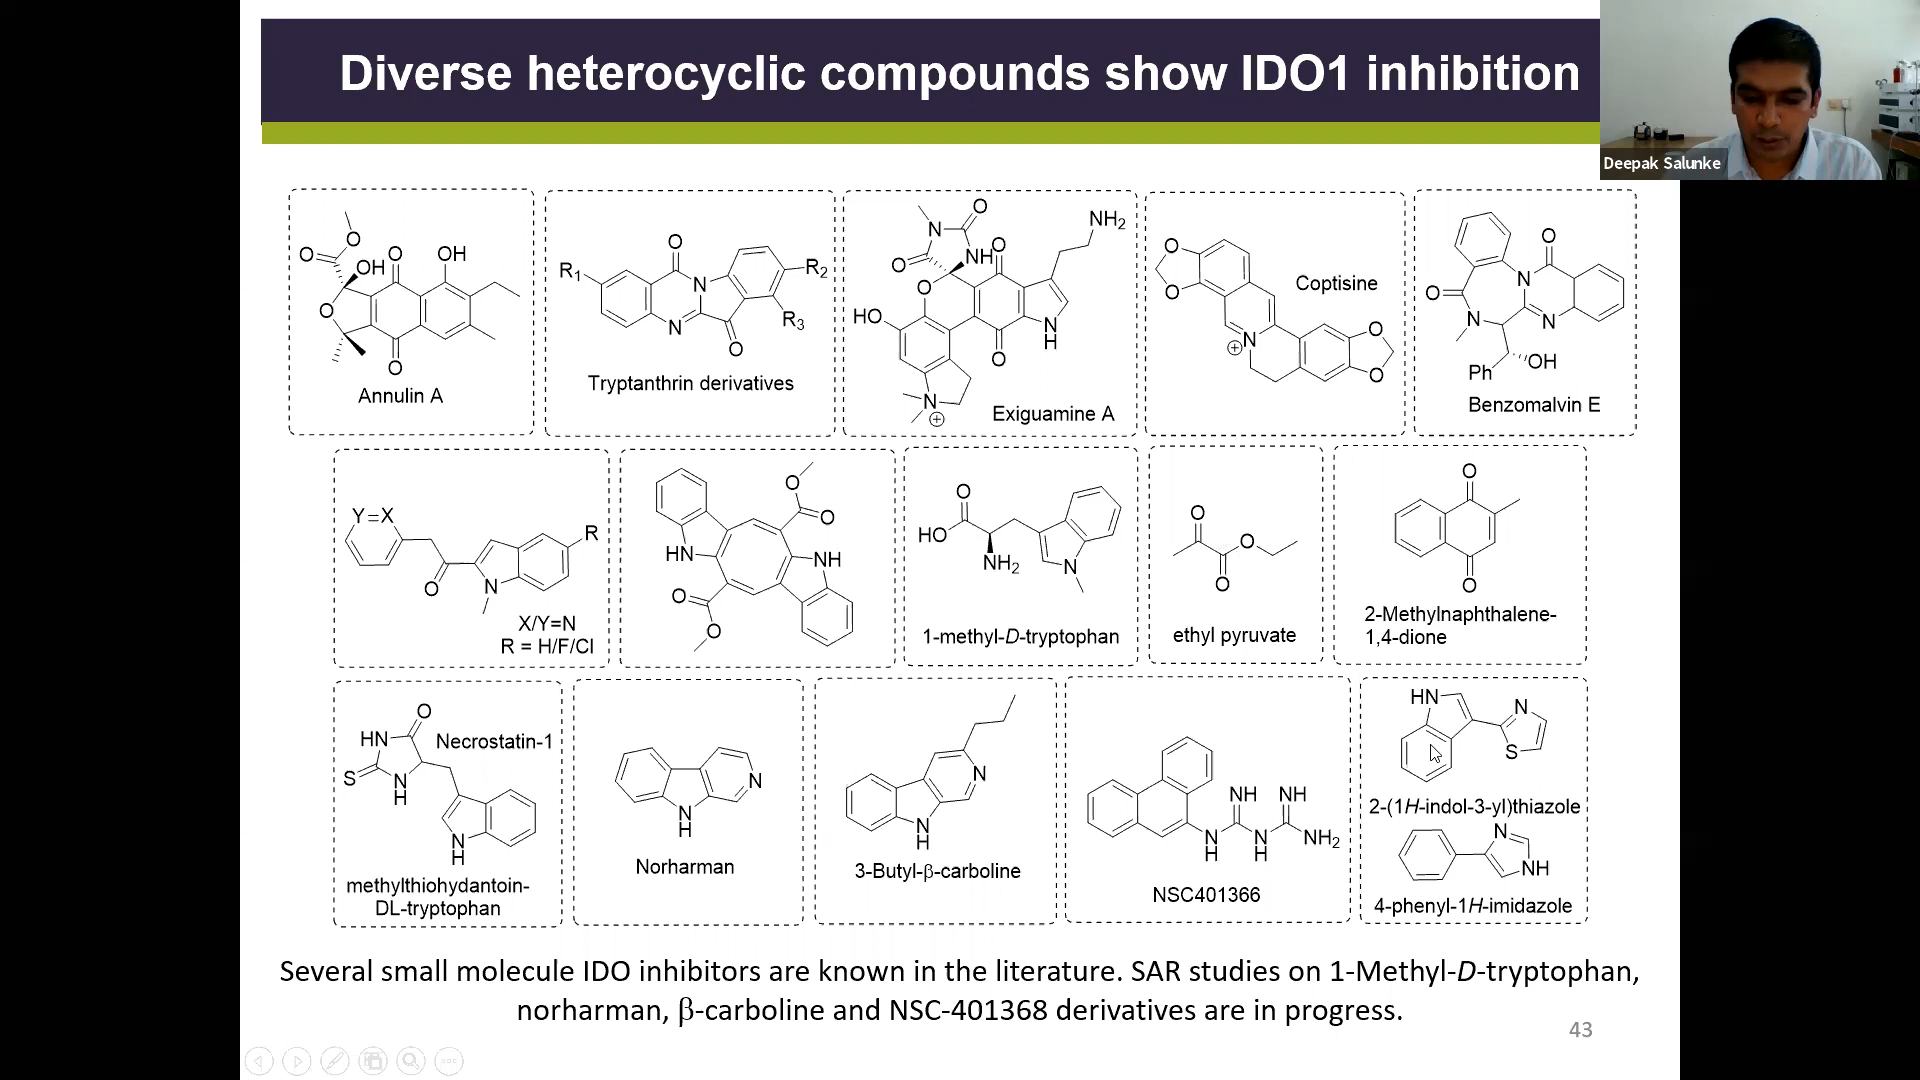 Diverse heterocyclic compounds show IDO1 inhibition
Deepak Salunke
O
O
OH
O
OH
O
O
Annulin A
O
R1
N
R2
N
R3
O
Tryptanthrin derivatives
O
N
NH2
NH
O
O
O
HO
O
N
H
N
⊕
Exiguamine A
O
O
Coptisine
N
⊕
O
O
O
N
O
N
N
OH
Ph
Benzomalvin E
Y=X
R
O
N
X/Y=N
R = H/F/Cl
O
O
HN
NH
O
O
O
HO
NH2
N
1-methyl-D-tryptophan
O
O
O
ethyl pyruvate
O
O
2-Methylnaphthalene-
1,4-dione
O
HN
Necrostatin-1
S
N
H
N
H
methylthiohydantoin-
DL-tryptophan
N
N
H
Norharman
N
N
H
3-Butyl-β-carboline
NH NH
N
H
N
H
NH2
NSC401366
HN
N
S
2-(1H-indol-3-yl)thiazole
N
NH
4-phenyl-1H-imidazole
Several small molecule IDO inhibitors are known in the literature. SAR studies on 1-Methyl-D-tryptophan,
norharman, β-carboline and NSC-401368 derivatives are in progress.
43